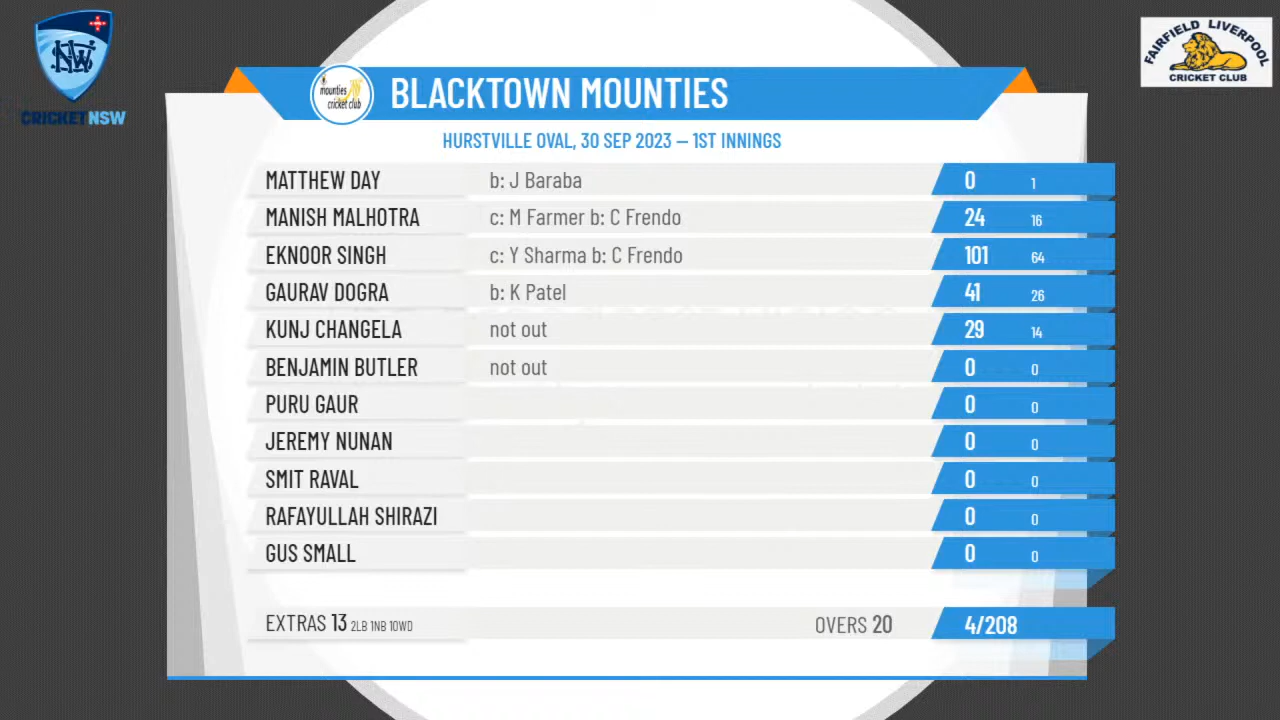 NSW
CRICKET NSW
FAIRFIELD LIVERPOOL
CRICKET CLUB
mounties
cricket club
BLACKTOWN MOUNTIES
HURSTVILLE OVAL, 30 SEP 2023 – 1ST INNINGS
MATTHEW DAY b: J Baraba 0 1
MANISH MALHOTRA c: M Farmer b: C Frendo 24 16
EKNOOR SINGH c: Y Sharma b: C Frendo 101 64
GAURAV DOGRA b: K Patel 41 26
KUNJ CHANGELA not out 29 14
BENJAMIN BUTLER not out 0 0
PURU GAUR 0 0
JEREMY NUNAN 0 0
SMIT RAVAL 0 0
RAFAYULLAH SHIRAZI 0 0
GUS SMALL 0 0
EXTRAS 13 2LB 1NB 10WD OVERS 20 4/208